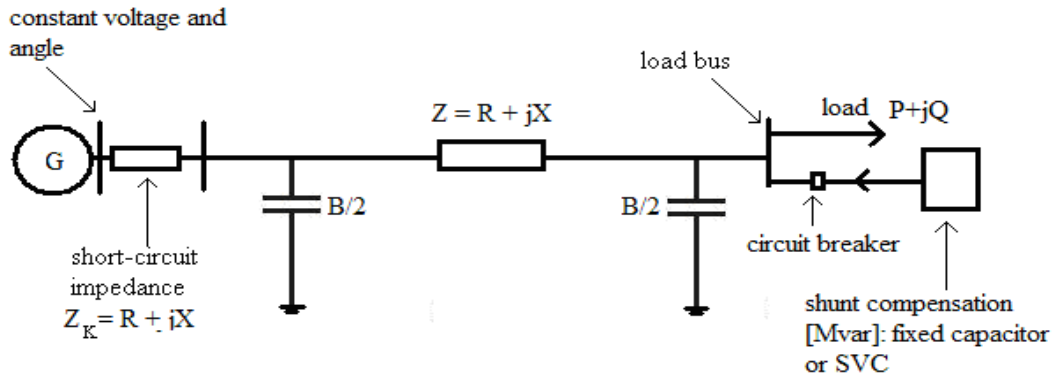 constant voltage and
angle
G
short-circuit
impedance
Z_K = R + jX
B/2
Z = R + jX
B/2
load bus
load P+jQ
circuit breaker
shunt compensation
[Mvar]: fixed capacitor
or SVC